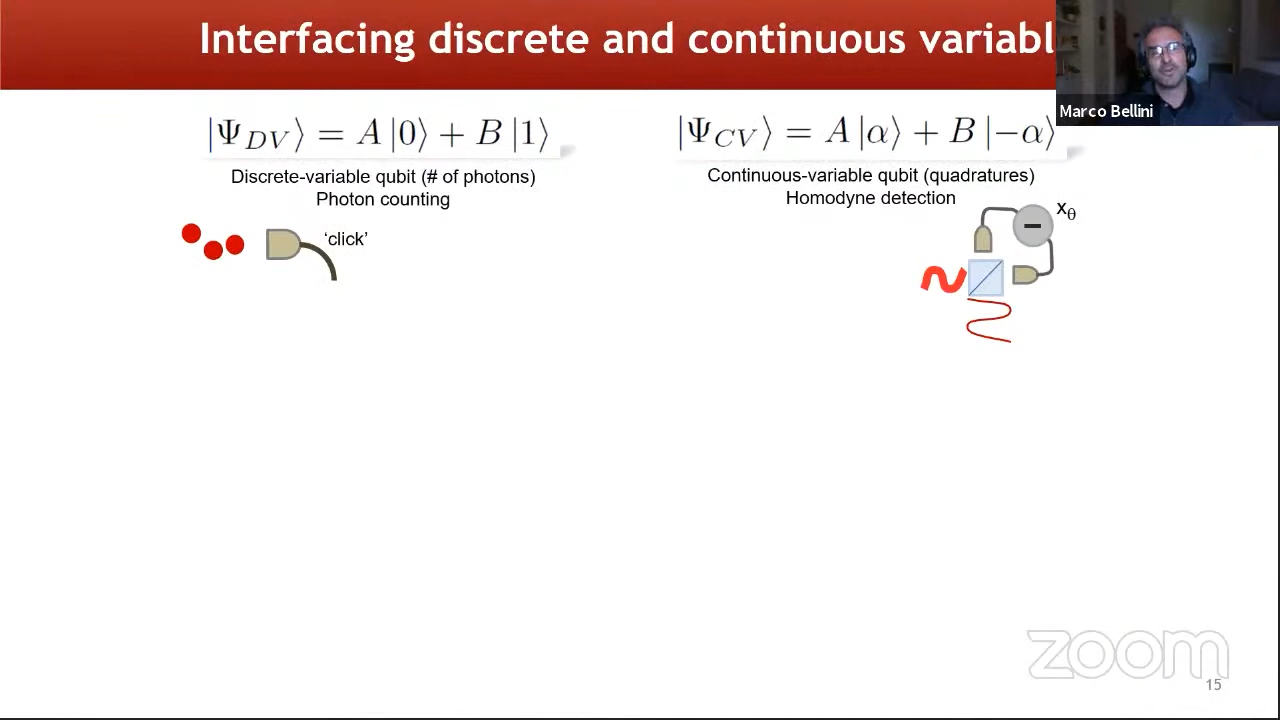 Interfacing discrete and continuous variabl
Marco Bellini
|Ψ_DV⟩ = A|0⟩ + B|1⟩
Discrete-variable qubit (# of photons)
Photon counting
'click'
|Ψ_CV⟩ = A|α⟩ + B|−α⟩
Continuous-variable qubit (quadratures)
Homodyne detection
x_θ
−
zoom
15